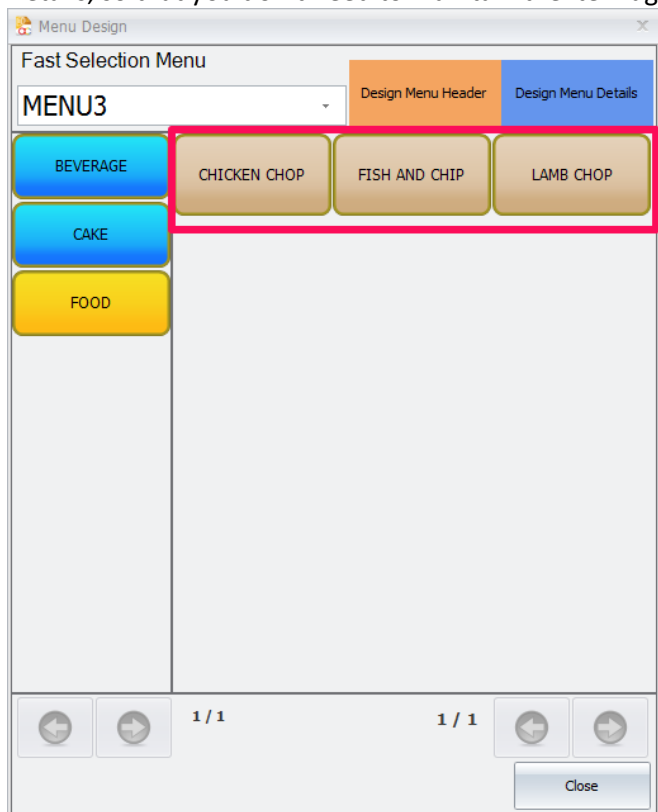 Menu Design
Fast Selection Menu
MENU3
Design Menu Header
Design Menu Details
BEVERAGE
CHICKEN CHOP
FISH AND CHIP
LAMB CHOP
CAKE
FOOD
1 / 1
1 / 1
Close